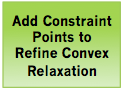 Add Constraint
Points to
Refine Convex
Relaxation